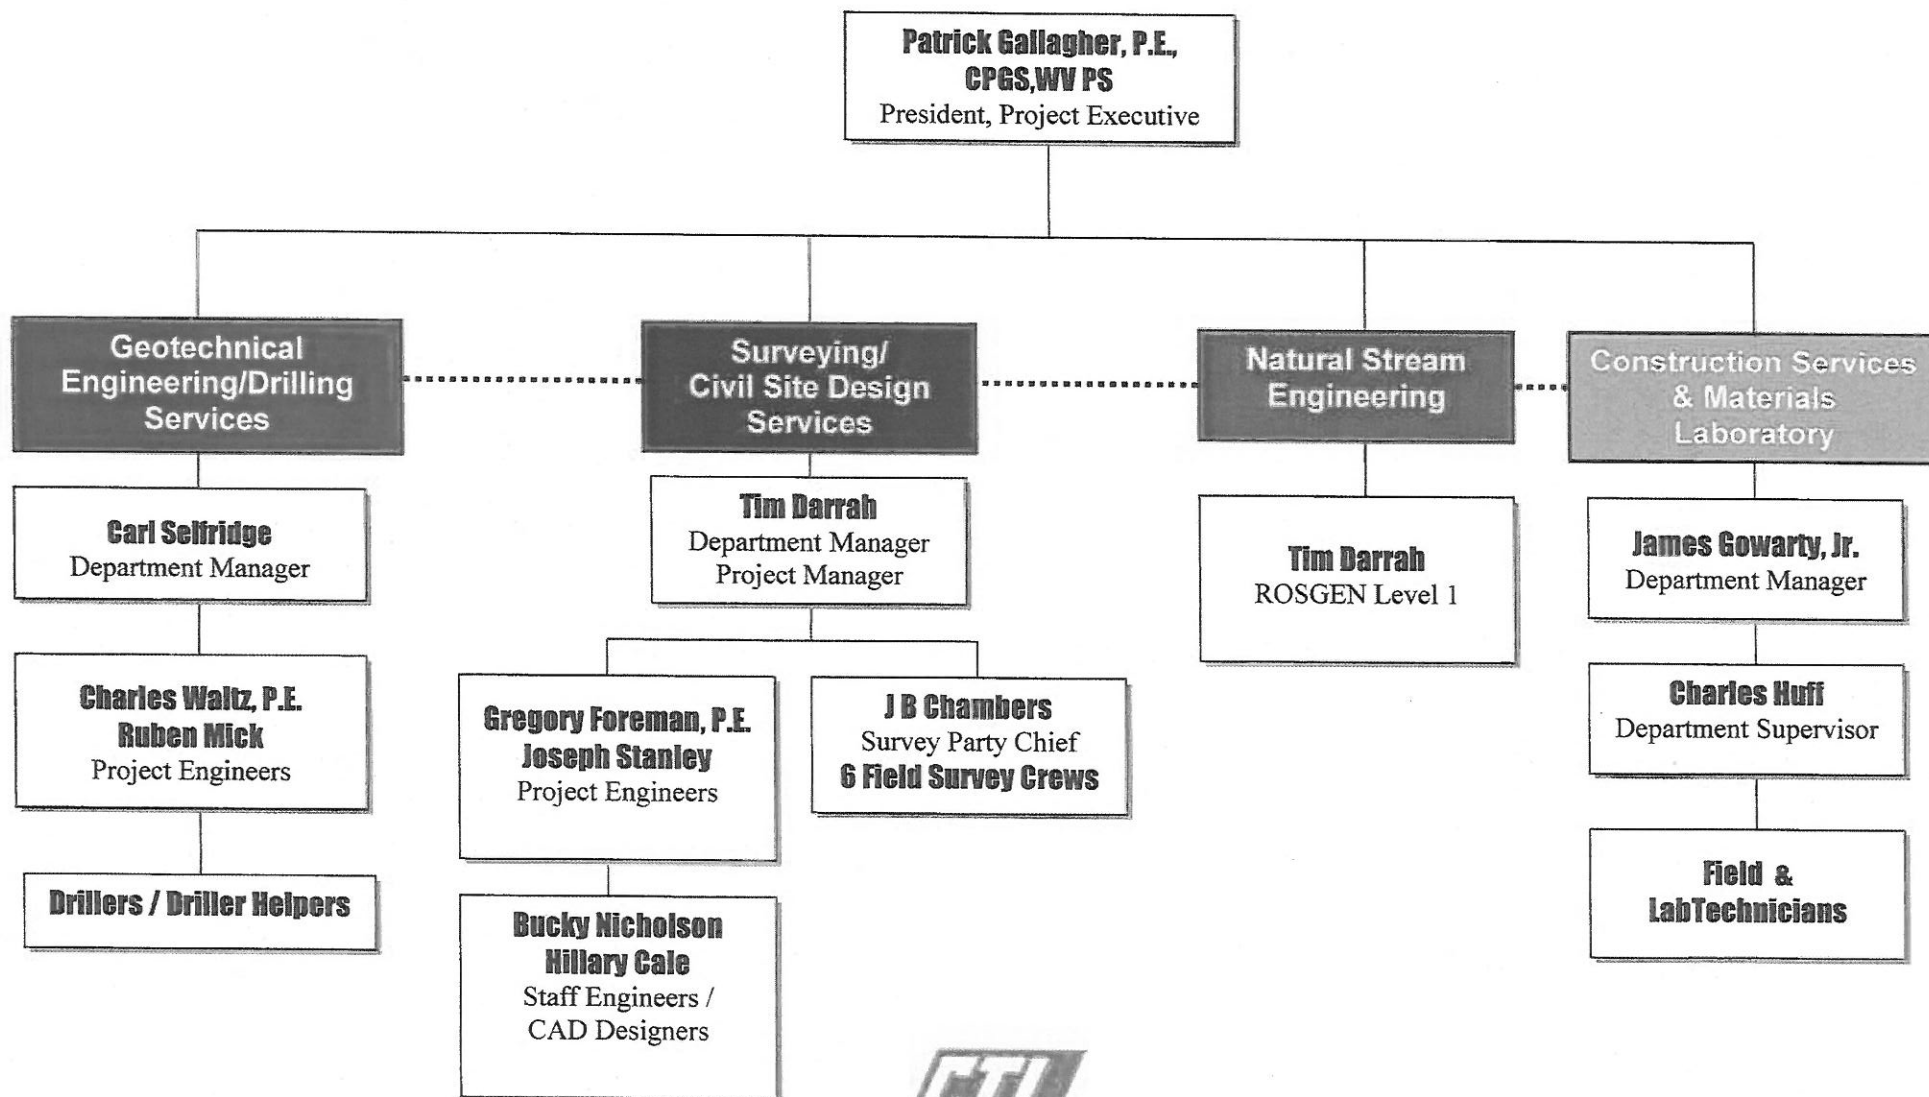 Patrick Gallagher, P.E.,
CPGS,WV PS
President, Project Executive
Geotechnical
Engineering/Drilling
Services
Surveying/
Civil Site Design
Services
Natural Stream
Engineering
Construction Services
& Materials
Laboratory
Carl Selfridge
Department Manager
Charles Waltz, P.E.
Ruben Mick
Project Engineers
Drillers / Driller Helpers
Tim Darrah
Department Manager
Project Manager
Gregory Foreman, P.E.
Joseph Stanley
Project Engineers
Bucky Nicholson
Hillary Cale
Staff Engineers /
CAD Designers
J B Chambers
Survey Party Chief
6 Field Survey Crews
Tim Darrah
ROSGEN Level 1
James Gowarty, Jr.
Department Manager
Charles Huff
Department Supervisor
Field &
LabTechnicians
CTL